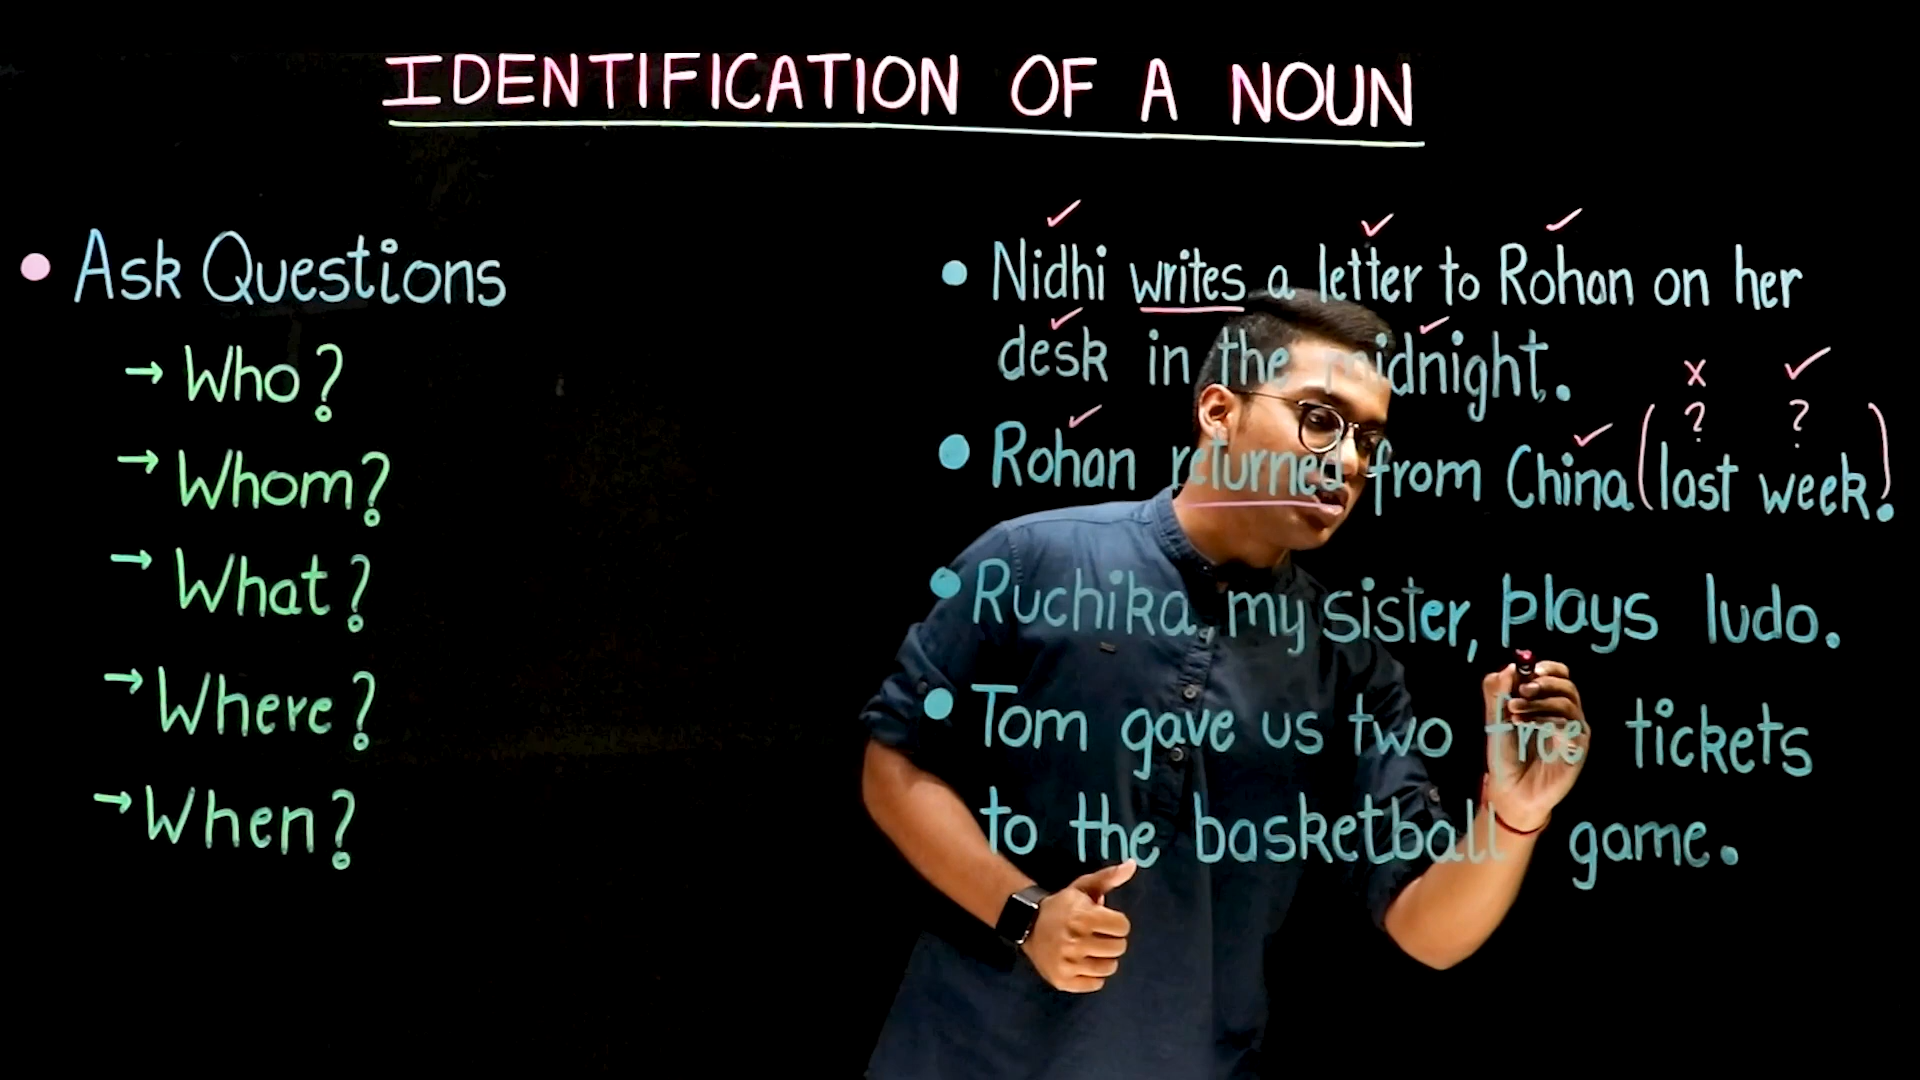 IDENTIFICATION OF A NOUN
• Ask Questions
→ Who?
→ Whom?
→ What?
→ Where?
→ When?
• Nidhi writes a letter to Rohan on her
desk in the midnight.
x ✓
? ?
• Rohan returned from China (last week.)
• Ruchika, my sister, plays ludo.
• Tom gave us two free tickets
to the basketball game.